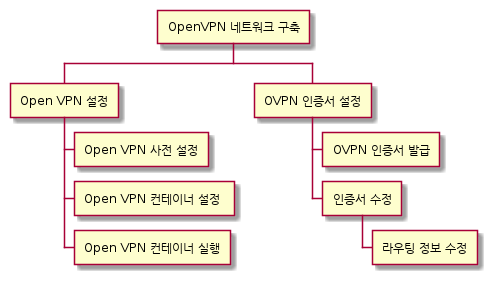 OpenVPN 네트워크 구축
Open VPN 설정
OVPN 인증서 설정
Open VPN 사전 설정
OVPN 인증서 발급
Open VPN 컨테이너 설정
인증서 수정
Open VPN 컨테이너 실행
라우팅 정보 수정